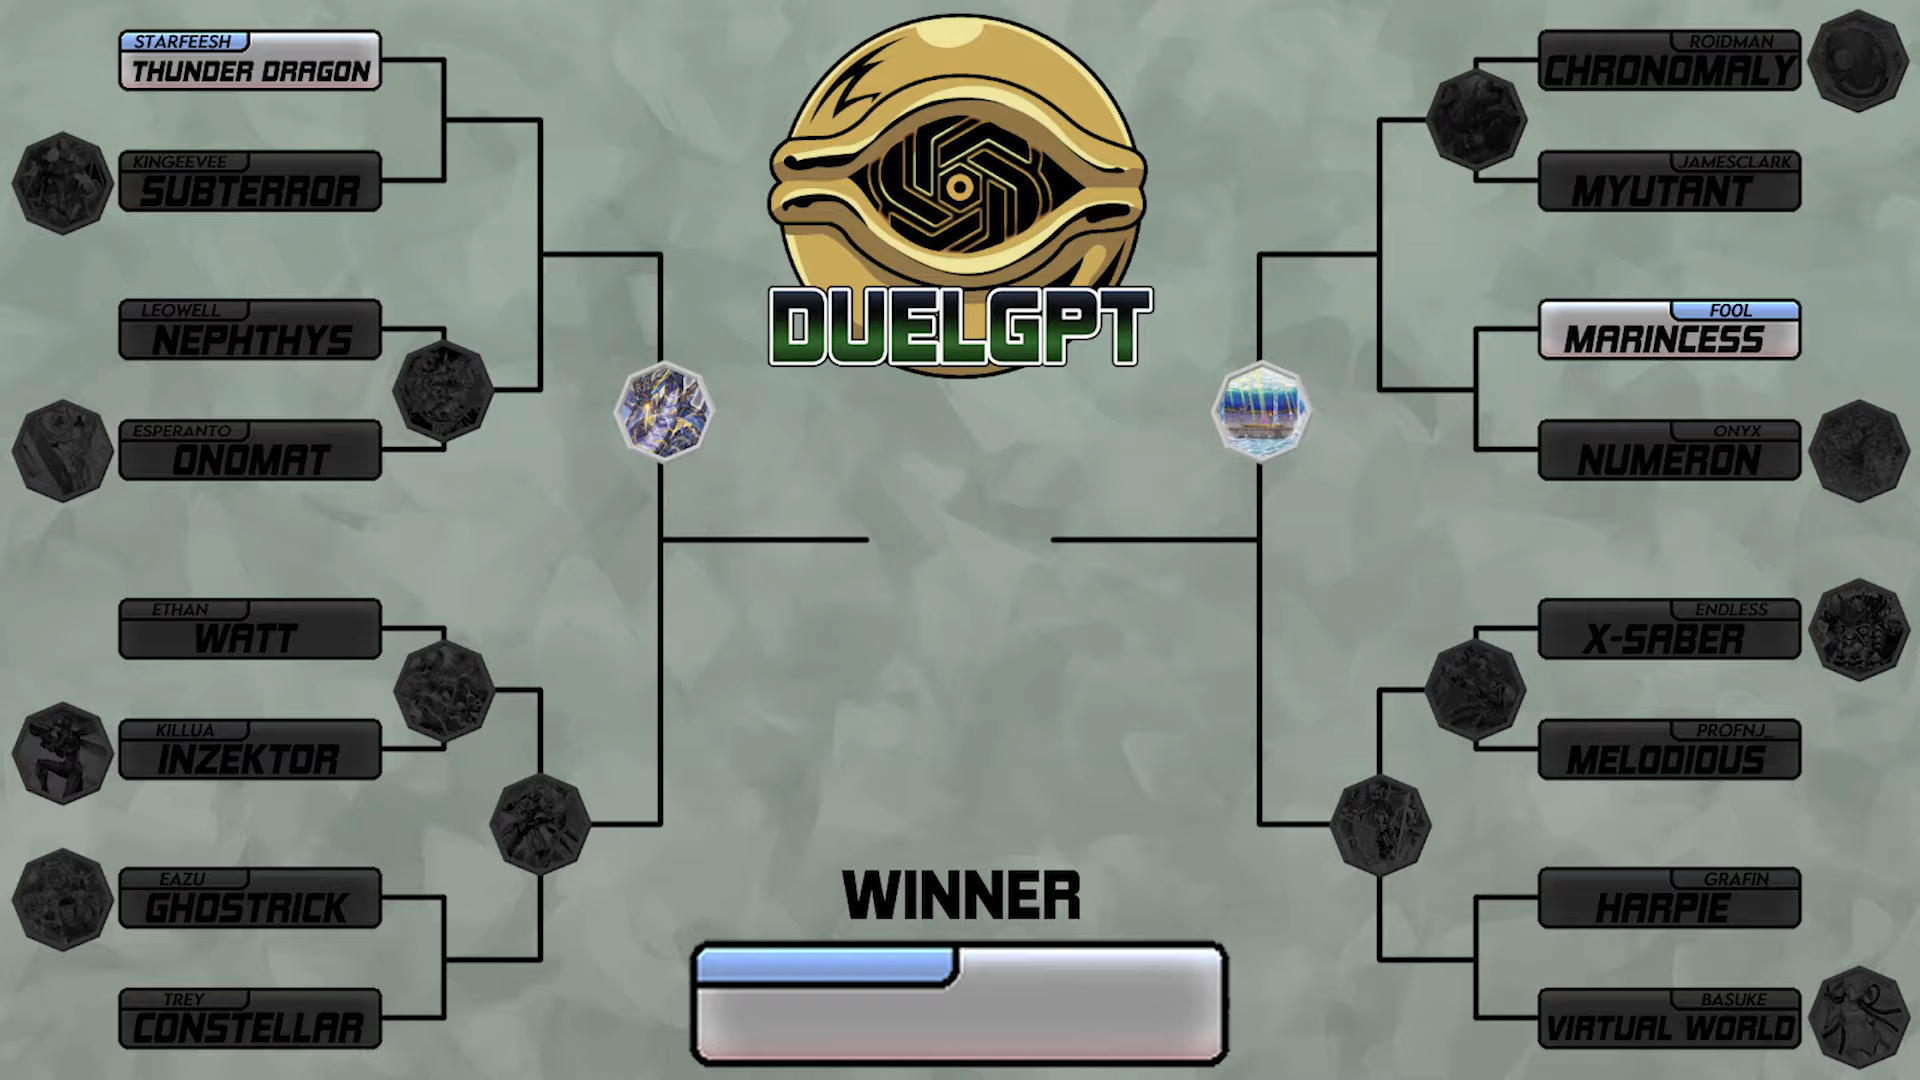 STARFEESH
THUNDER DRAGON
KINGEEVEE
SUBTERROR
LEOWELL
NEPHTHYS
ESPERANTO
ONOMAT
ETHAN
WATT
KILLUA
INZEKTOR
EAZU
GHOSTRICK
TREY
CONSTELLAR
DUELGPT
WINNER
ROIDMAN
CHRONOMALY
JAMESCLARK
MYUTANT
FOOL
MARINCESS
ONYX
NUMERON
ENDLESS
X-SABER
PROFNJ_
MELODIOUS
GRAFIN
HARPIE
BASUKE
VIRTUAL WORLD